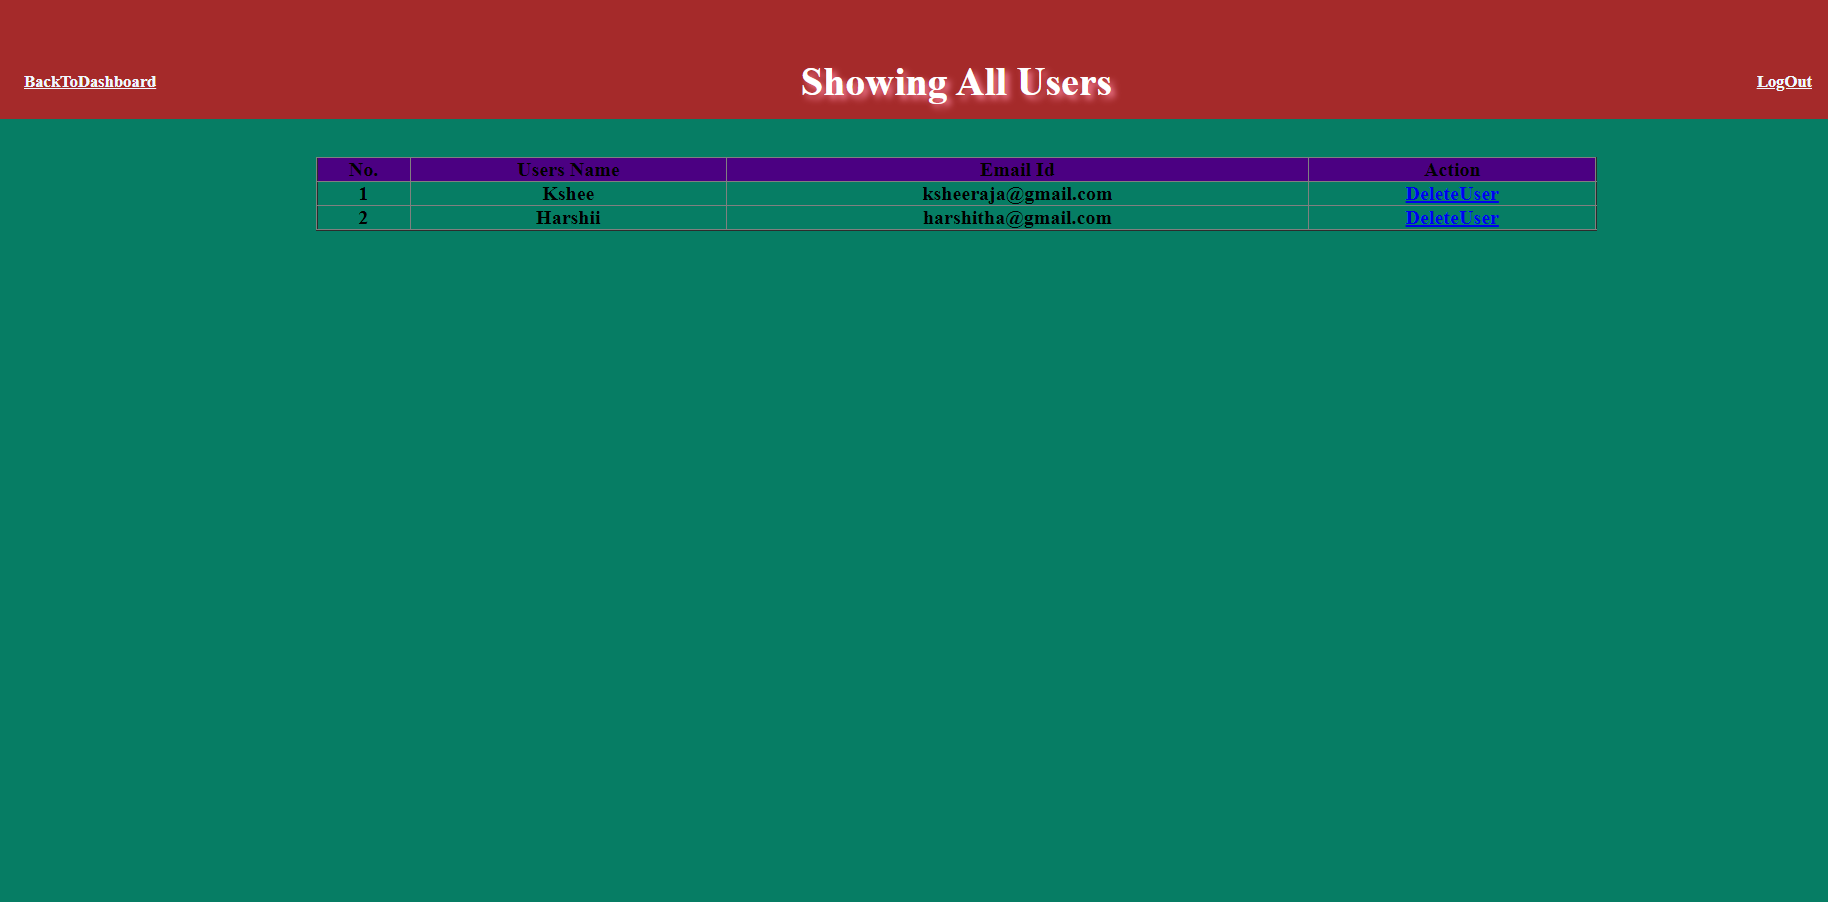 BackToDashboard Showing All Users LogOut
No. Users Name Email Id Action
1 Kshee ksheeraja@gmail.com DeleteUser
2 Harshii harshitha@gmail.com DeleteUser